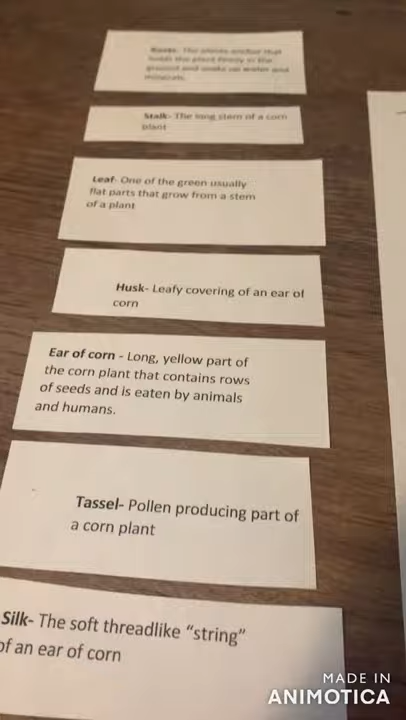 Roots- The plants anchor that
holds the plant firmly in the
ground and soaks up water and
minerals.
Stalk- The long stem of a corn
plant
Leaf- One of the green usually
flat parts that grow from a stem
of a plant
Husk- Leafy covering of an ear of
corn
Ear of corn - Long, yellow part of
the corn plant that contains rows
of seeds and is eaten by animals
and humans.
Tassel- Pollen producing part of
a corn plant
Silk- The soft threadlike “string”
of an ear of corn
MADE IN
ANIMOTICA